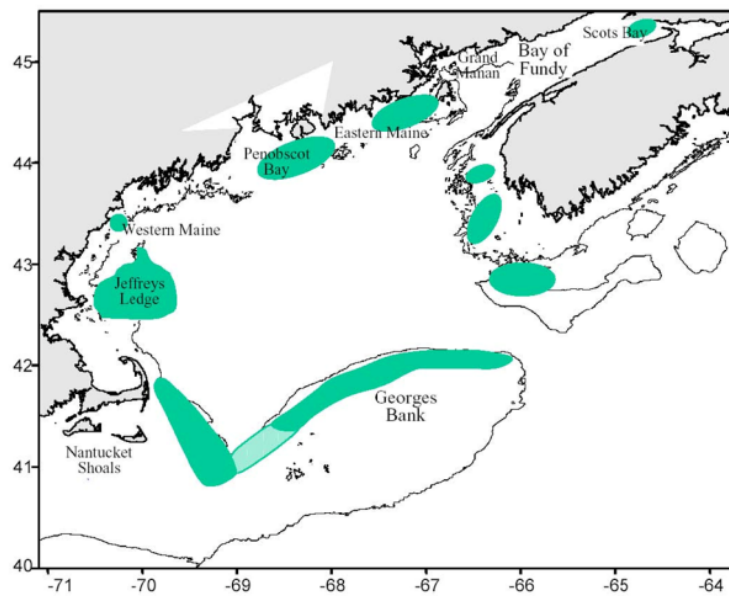 45
44
43
42
41
40
Scots Bay
Bay of
Fundy
Grand
Manan
Eastern Maine
Penobscot
Bay
Western Maine
Jeffreys
Ledge
Georges
Bank
Nantucket
Shoals
-71 -70 -69 -68 -67 -66 -65 -64